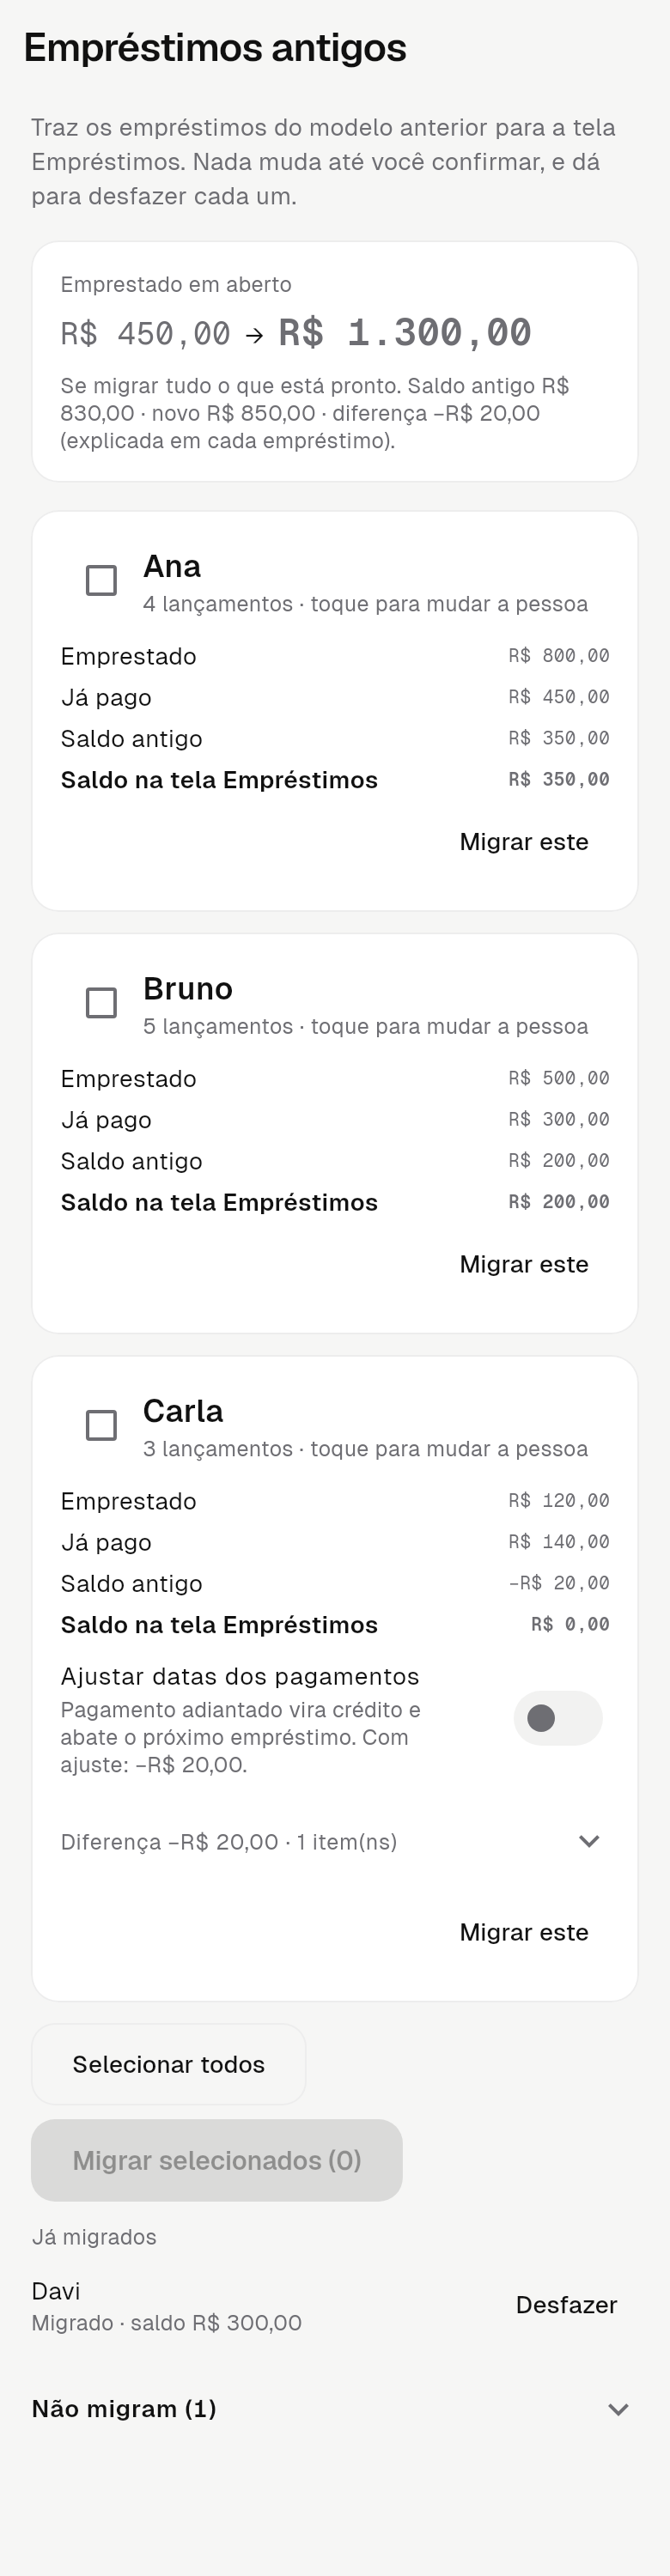 Empréstimos antigos
Traz os empréstimos do modelo anterior para a tela
Empréstimos. Nada muda até você confirmar, e dá
para desfazer cada um.
Emprestado em aberto
R$ 450,00 → R$ 1.300,00
Se migrar tudo o que está pronto. Saldo antigo R$
830,00 · novo R$ 850,00 · diferença −R$ 20,00
(explicada em cada empréstimo).
Ana
4 lançamentos · toque para mudar a pessoa
Emprestado R$ 800,00
Já pago R$ 450,00
Saldo antigo R$ 350,00
Saldo na tela Empréstimos R$ 350,00
Migrar este
Bruno
5 lançamentos · toque para mudar a pessoa
Emprestado R$ 500,00
Já pago R$ 300,00
Saldo antigo R$ 200,00
Saldo na tela Empréstimos R$ 200,00
Migrar este
Carla
3 lançamentos · toque para mudar a pessoa
Emprestado R$ 120,00
Já pago R$ 140,00
Saldo antigo −R$ 20,00
Saldo na tela Empréstimos R$ 0,00
Ajustar datas dos pagamentos
Pagamento adiantado vira crédito e
abate o próximo empréstimo. Com
ajuste: −R$ 20,00.
Diferença −R$ 20,00 · 1 item(ns)
Migrar este
Selecionar todos
Migrar selecionados (0)
Já migrados
Davi
Migrado · saldo R$ 300,00
Desfazer
Não migram (1)